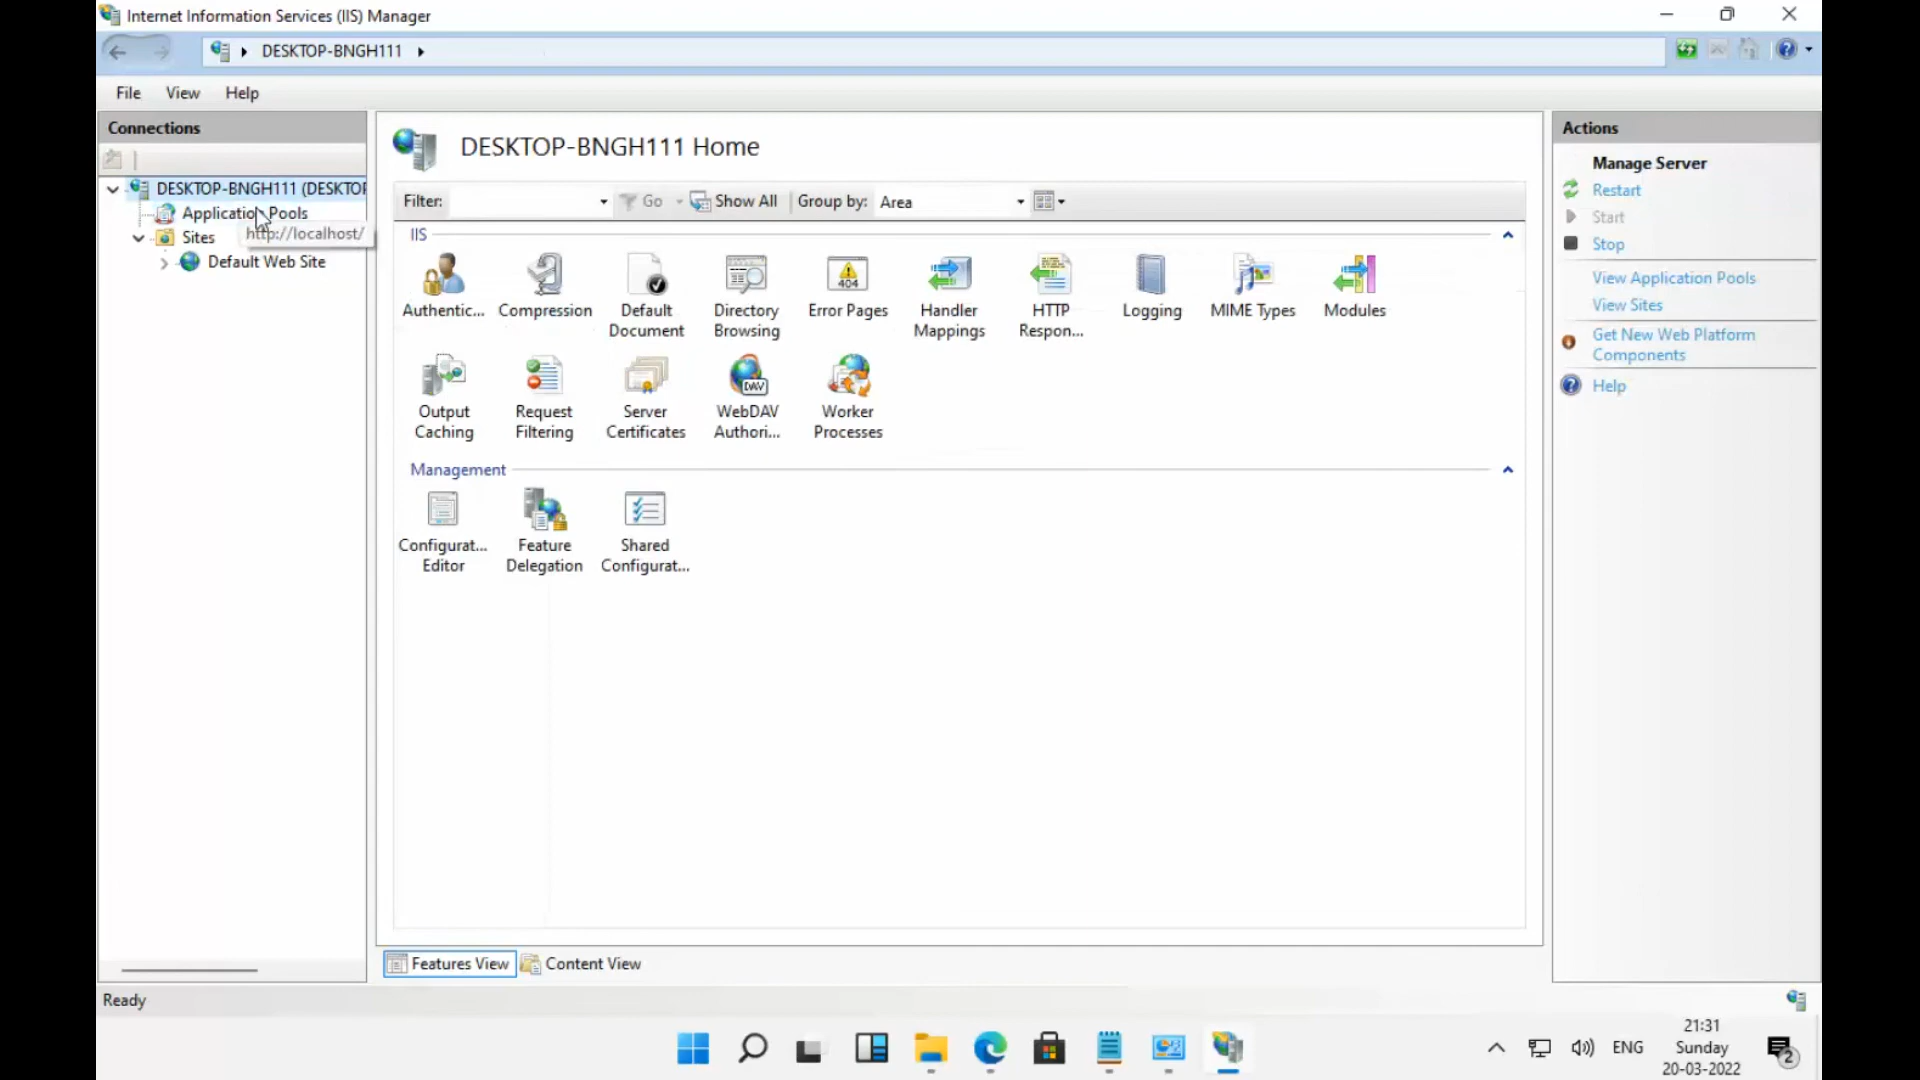 Internet Information Services (IIS) Manager
DESKTOP-BNGH111
File View Help
Connections
DESKTOP-BNGH111 (DESKTOP
Application Pools
Sites
http://localhost/
Default Web Site
DESKTOP-BNGH111 Home
Filter: Go Show All Group by: Area
IIS
Authentic... Compression Default Document Directory Browsing Error Pages Handler Mappings HTTP Respon... Logging MIME Types Modules
404
Output Caching Request Filtering Server Certificates WebDAV Authori... Worker Processes
DAV
Management
Configurat... Editor Feature Delegation Shared Configurat...
Features View Content View
Actions
Manage Server
Restart
Start
Stop
View Application Pools
View Sites
Get New Web Platform
Components
Help
Ready
ENG
21:31
Sunday
20-03-2022
2